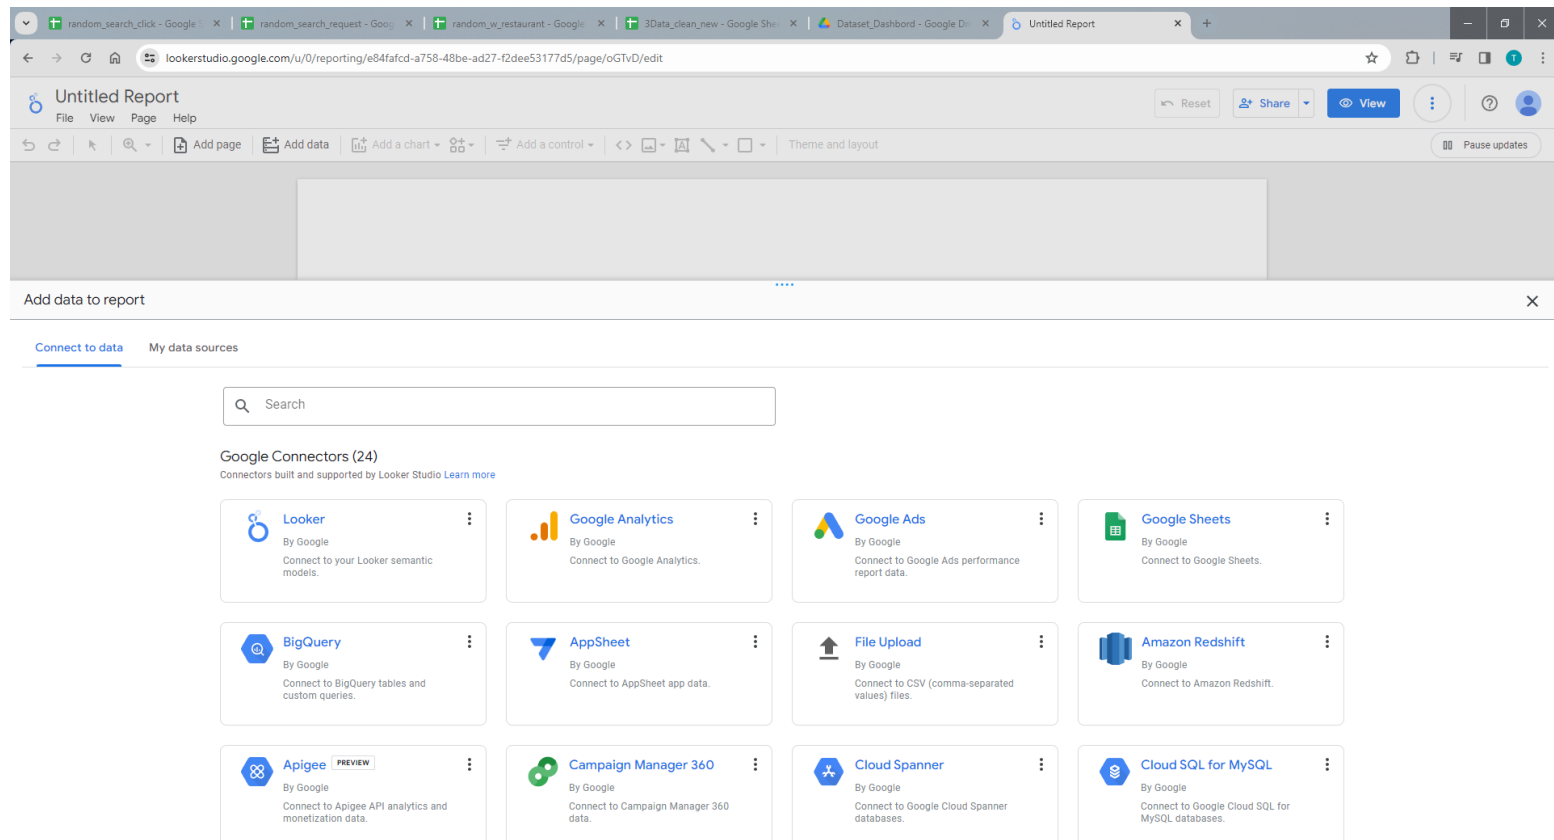 random_search_click - Google S
random_search_request - Goog
random_w_restaurant - Google
3Data_clean_new - Google Shee
Dataset_Dashbord - Google Dri
Untitled Report
lookerstudio.google.com/u/0/reporting/e84fafcd-a758-48be-ad27-f2dee53177d5/page/oGTvD/edit
T
Untitled Report
File View Page Help
Reset
Share
View
Add page
Add data
Add a chart
Add a control
Theme and layout
Pause updates
Add data to report
Connect to data
My data sources
Search
Google Connectors (24)
Connectors built and supported by Looker Studio Learn more
Looker
By Google
Connect to your Looker semantic
models.
Google Analytics
By Google
Connect to Google Analytics.
Google Ads
By Google
Connect to Google Ads performance
report data.
Google Sheets
By Google
Connect to Google Sheets.
BigQuery
By Google
Connect to BigQuery tables and
custom queries.
AppSheet
By Google
Connect to AppSheet app data.
File Upload
By Google
Connect to CSV (comma-separated
values) files.
Amazon Redshift
By Google
Connect to Amazon Redshift.
Apigee PREVIEW
By Google
Connect to Apigee API analytics and
monetization data.
Campaign Manager 360
By Google
Connect to Campaign Manager 360
data.
Cloud Spanner
By Google
Connect to Google Cloud Spanner
databases.
Cloud SQL for MySQL
By Google
Connect to Google Cloud SQL for
MySQL databases.